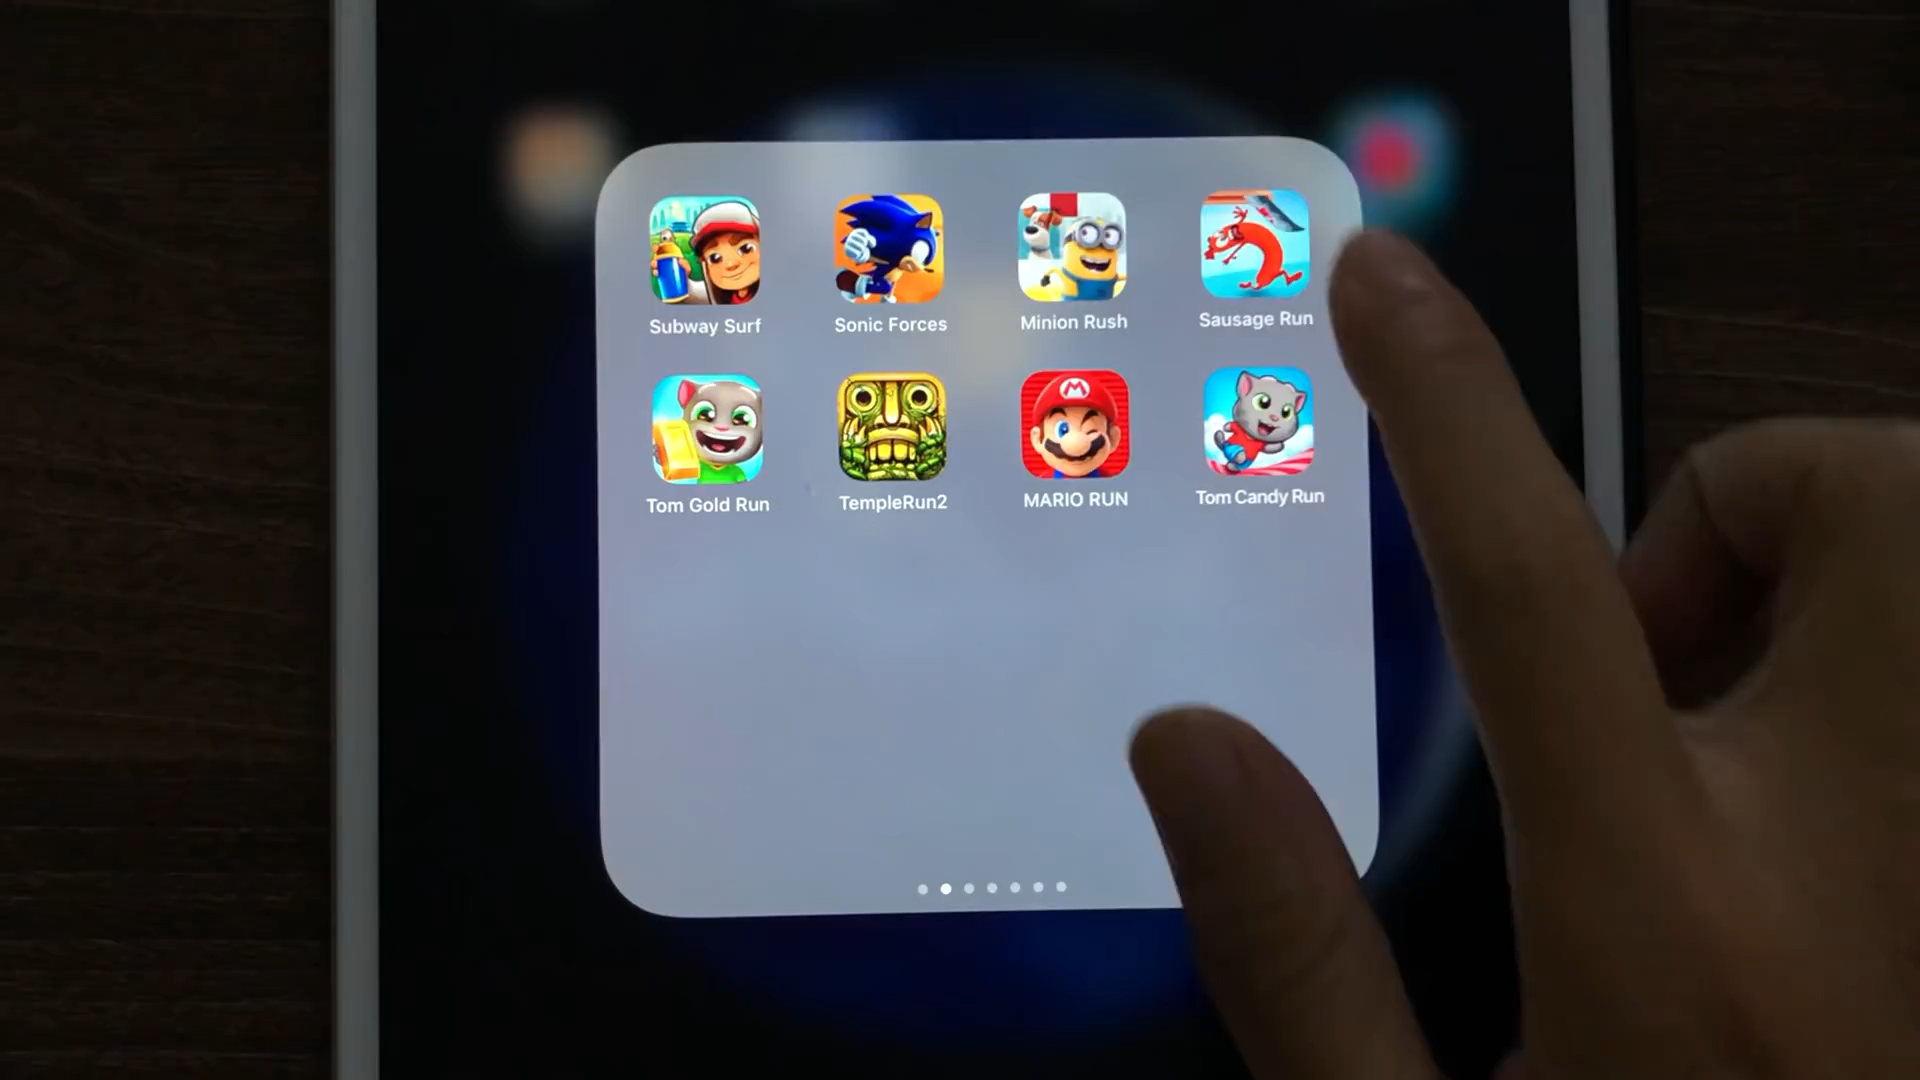 Subway Surf
Sonic Forces
Minion Rush
Sausage Run
Tom Gold Run
TempleRun2
MARIO RUN
Tom Candy Run